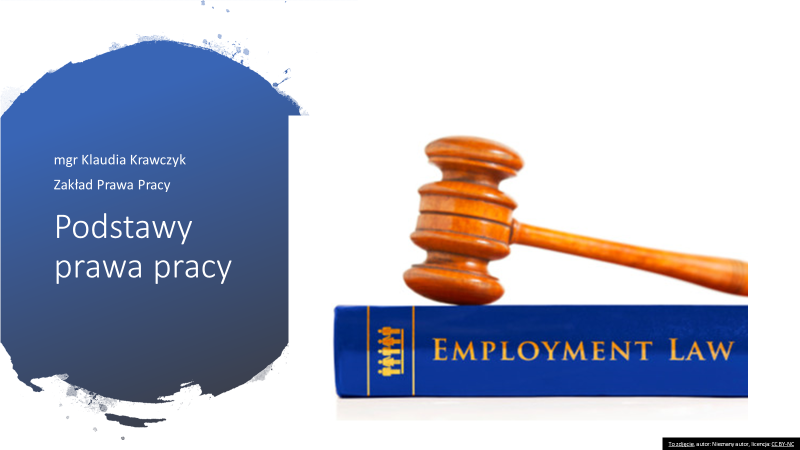 mgr Klaudia Krawczyk
Zakład Prawa Pracy
Podstawy
prawa pracy
EMPLOYMENT LAW
To zdjęcie, autor: Nieznany autor, licencja: CC BY-NC